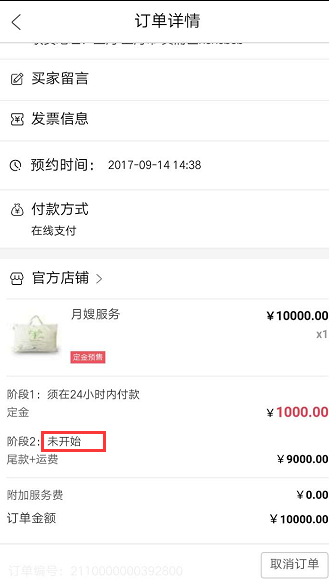 订单详情
买家留言
发票信息
预约时间： 2017-09-14 14:38
付款方式
在线支付
官方店铺
月嫂服务 ￥10000.00
x1
定金预售
阶段1：须在24小时内付款
定金 ￥1000.00
阶段2：未开始
尾款+运费 ￥9000.00
附加服务费 ￥0.00
订单金额 ￥10000.00
取消订单
订单编号：2110000000392800